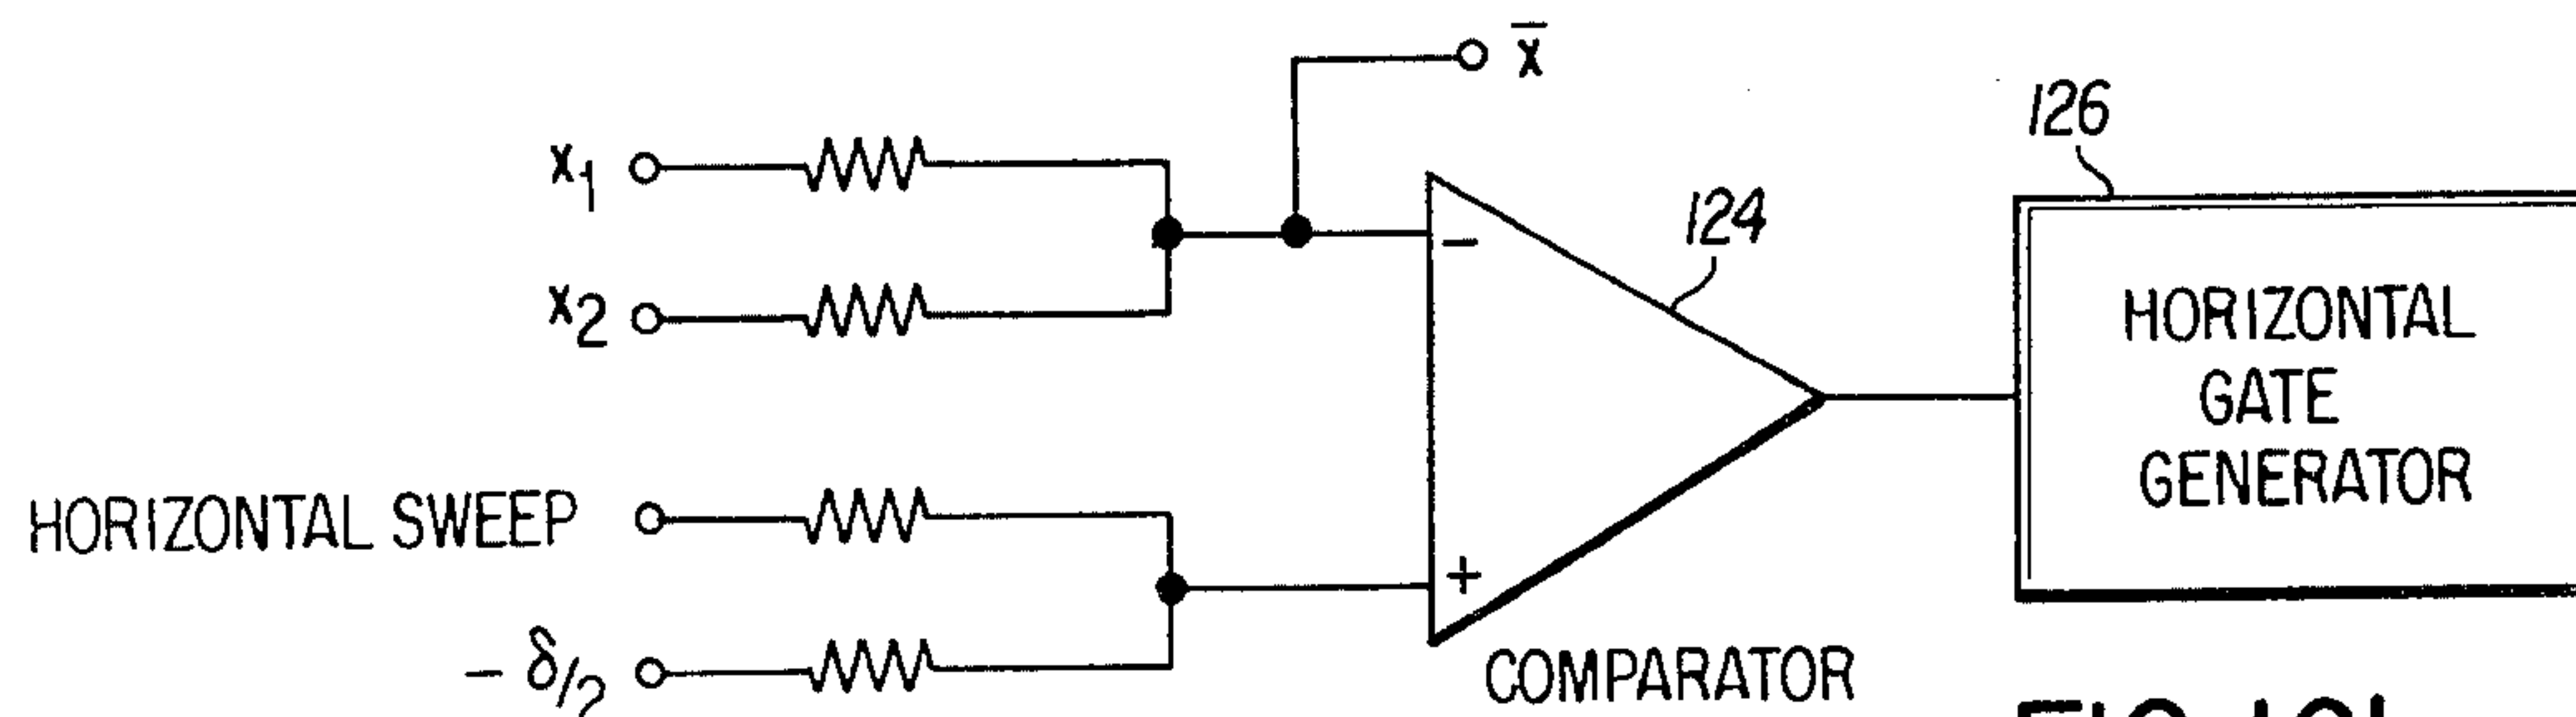 x̄
126
x1
124
x2
HORIZONTAL
GATE
GENERATOR
HORIZONTAL SWEEP
- δ/2
COMPARATOR